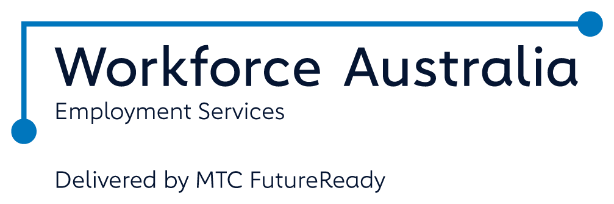 Workforce Australia
Employment Services
Delivered by MTC FutureReady